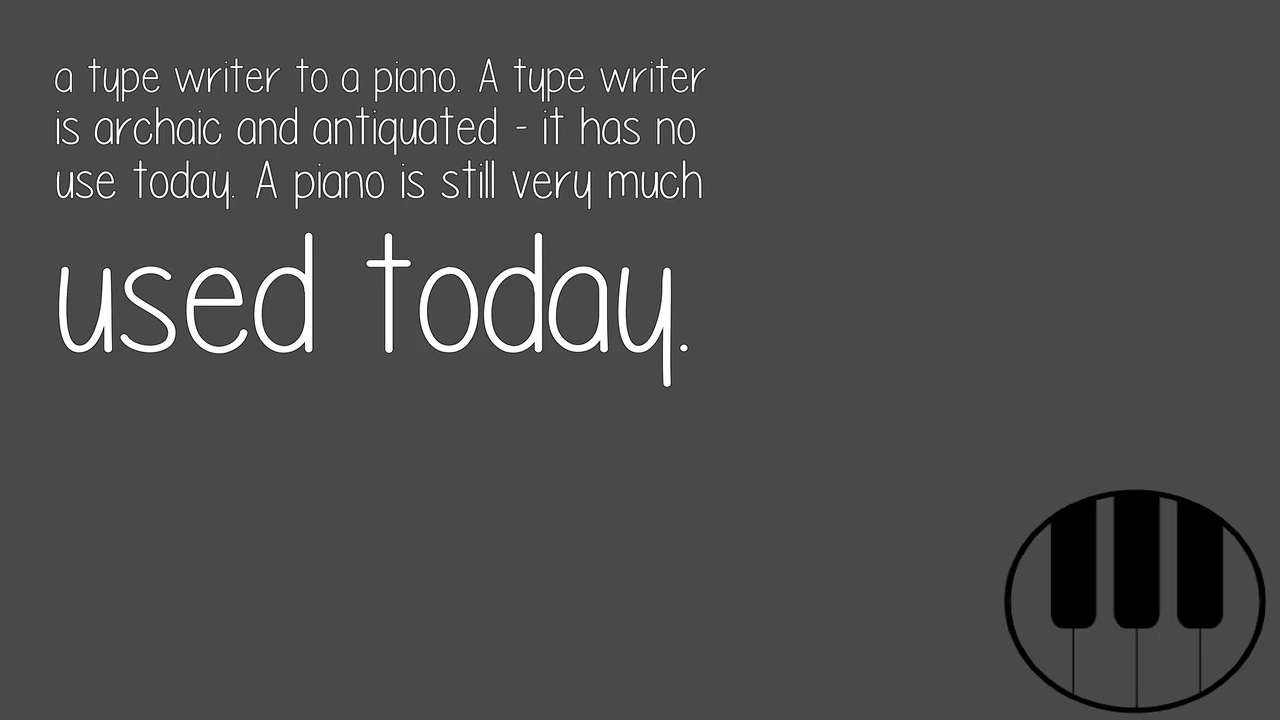 a type writer to a piano. A type writer
is archaic and antiquated - it has no
use today. A piano is still very much
used today.